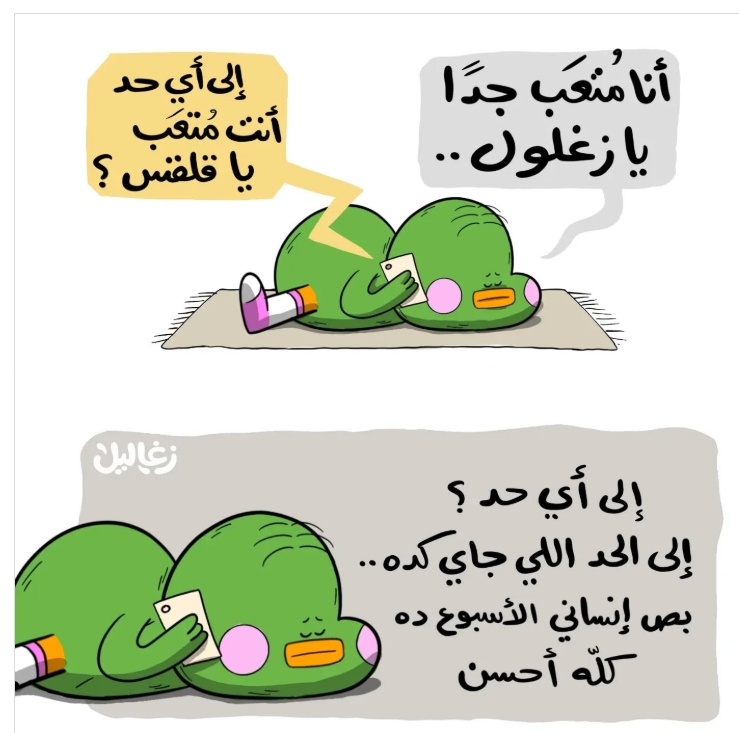 أنا مُتعَب جدًا
يا زغلول ..
إلى أي حد
أنت مُتعَب
يا قلقس ؟
زغاليل
إلى أي حد ؟
إلى الحد اللي جاي كده ..
بص إنساني الأسبوع ده
كلّه أحسن